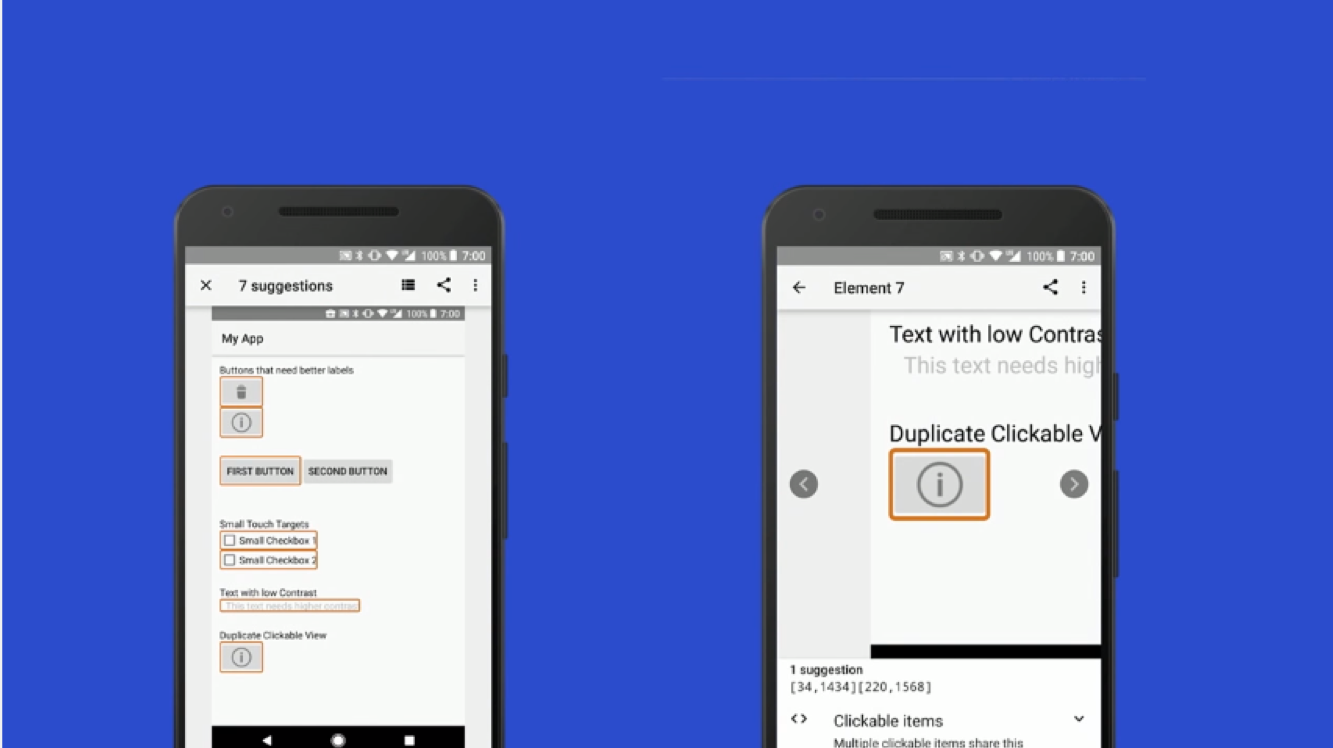 100% 7:00
7 suggestions
100% 7:00
My App
Buttons that need better labels
FIRST BUTTON SECOND BUTTON
Small Touch Targets
Small Checkbox 1
Small Checkbox 2
Text with low Contrast
This text needs higher contrast
Duplicate Clickable View
100% 7:00
Element 7
Text with low Contras
This text needs high
Duplicate Clickable V
1 suggestion
[34,1434][220,1568]
Clickable items
Multiple clickable items share this